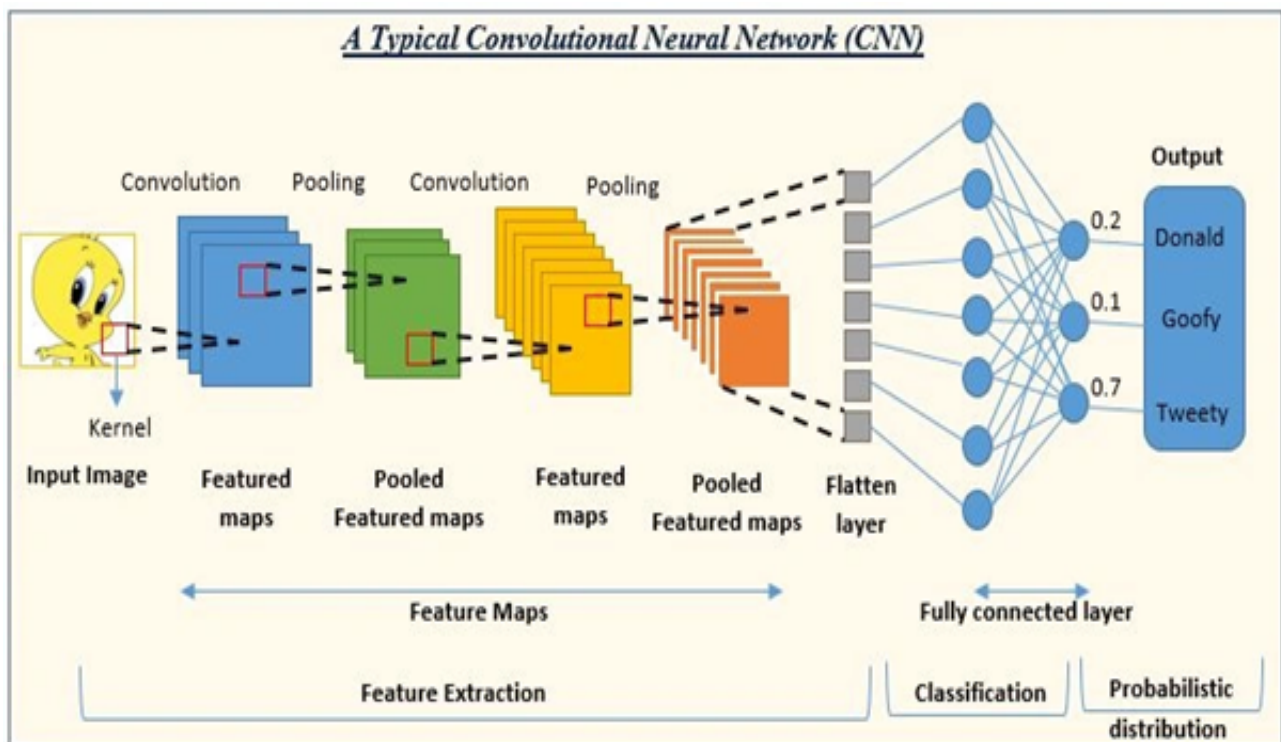 A Typical Convolutional Neural Network (CNN)
Convolution
Pooling
Convolution
Pooling
Output
0.2
Donald
0.1
Goofy
0.7
Tweety
Kernel
Input Image
Featured
maps
Pooled
Featured maps
Featured
maps
Pooled
Featured maps
Flatten
layer
Feature Maps
Fully connected layer
Feature Extraction
Classification
Probabilistic
distribution